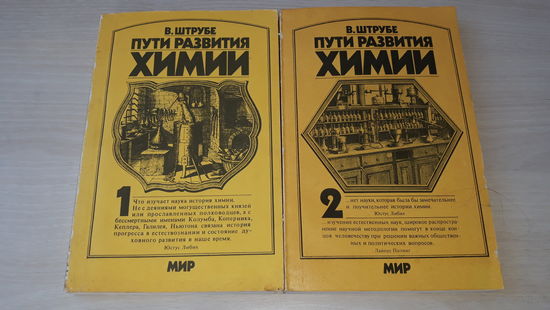 В. ШТРУБЕ
ПУТИ РАЗВИТИЯ
ХИМИИ
1
Что изучает наука история химии.
Не с деяниями могущественных князей
или прославленных полководцев, а с
бессмертными именами Колумба, Коперника,
Кеплера, Галилея, Ньютона связана история
прогресса в естествознании и состояние ду-
ховного развития в наше время.
Юстус Либих
МИР
В. ШТРУБЕ
ПУТИ РАЗВИТИЯ
ХИМИИ
2
...нет науки, которая была бы замечательнее
и поучительнее истории химии.
Юстус Либих
...изучение естественных наук, широкое распростра-
нение научной методологии помогут в конце кон-
цов человечеству при решении важных обществен-
ных и политических вопросов.
Лайнус Полинг
МИР